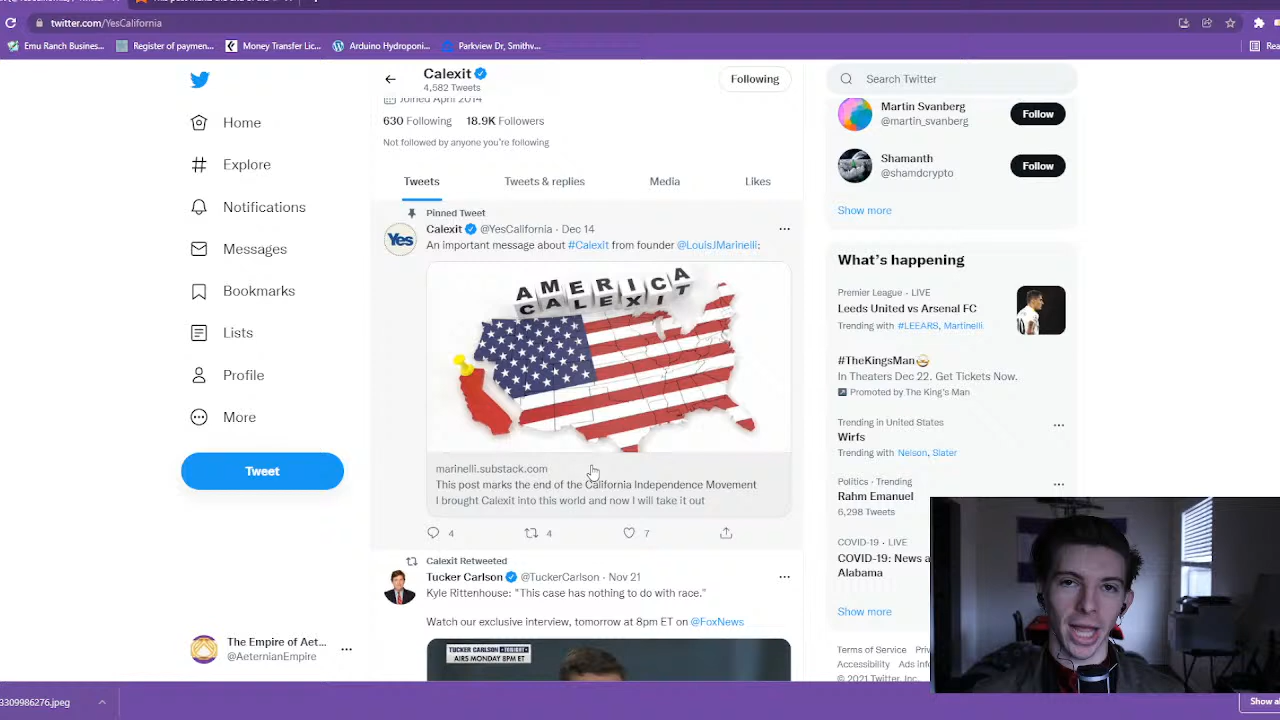 twitter.com/YesCalifornia
Emu Ranch Business...
Register of paymen...
Money Transfer Lic...
Arduino Hydroponi...
Parkview Dr, Smithv...
Rea
Calexit
4,582 Tweets
Following
Search Twitter
Joined April 2014
630 Following 18.9K Followers
Not followed by anyone you're following
Tweets
Tweets & replies
Media
Likes
Home
Explore
Notifications
Messages
Bookmarks
Lists
Profile
More
Tweet
The Empire of Aet...
@AeternianEmpire
Pinned Tweet
Calexit @YesCalifornia · Dec 14
Yes
An important message about #Calexit from founder @LouisJMarinelli:
AMERICA
CALEXIT
marinelli.substack.com
This post marks the end of the California Independence Movement
I brought Calexit into this world and now I will take it out
4
4
7
Calexit Retweeted
Tucker Carlson @TuckerCarlson · Nov 21
Kyle Rittenhouse: "This case has nothing to do with race."
Watch our exclusive interview, tomorrow at 8pm ET on @FoxNews
TUCKER CARLSON TONIGHT
AIRS MONDAY 8PM ET
Martin Svanberg
@martin_svanberg
Follow
Shamanth
@shamdcrypto
Follow
Show more
What's happening
Premier League · LIVE
Leeds United vs Arsenal FC
Trending with #LEEARS, Martinelli
#TheKingsMan
In Theaters Dec 22. Get Tickets Now.
Promoted by The King's Man
Trending in United States
Wirfs
Trending with Nelson, Slater
Politics · Trending
Rahm Emanuel
6,298 Tweets
COVID-19 · LIVE
COVID-19: News a
Alabama
Show more
Terms of Service Priv
Accessibility Ads info
© 2021 Twitter, Inc.
3309986276.jpeg
Show al